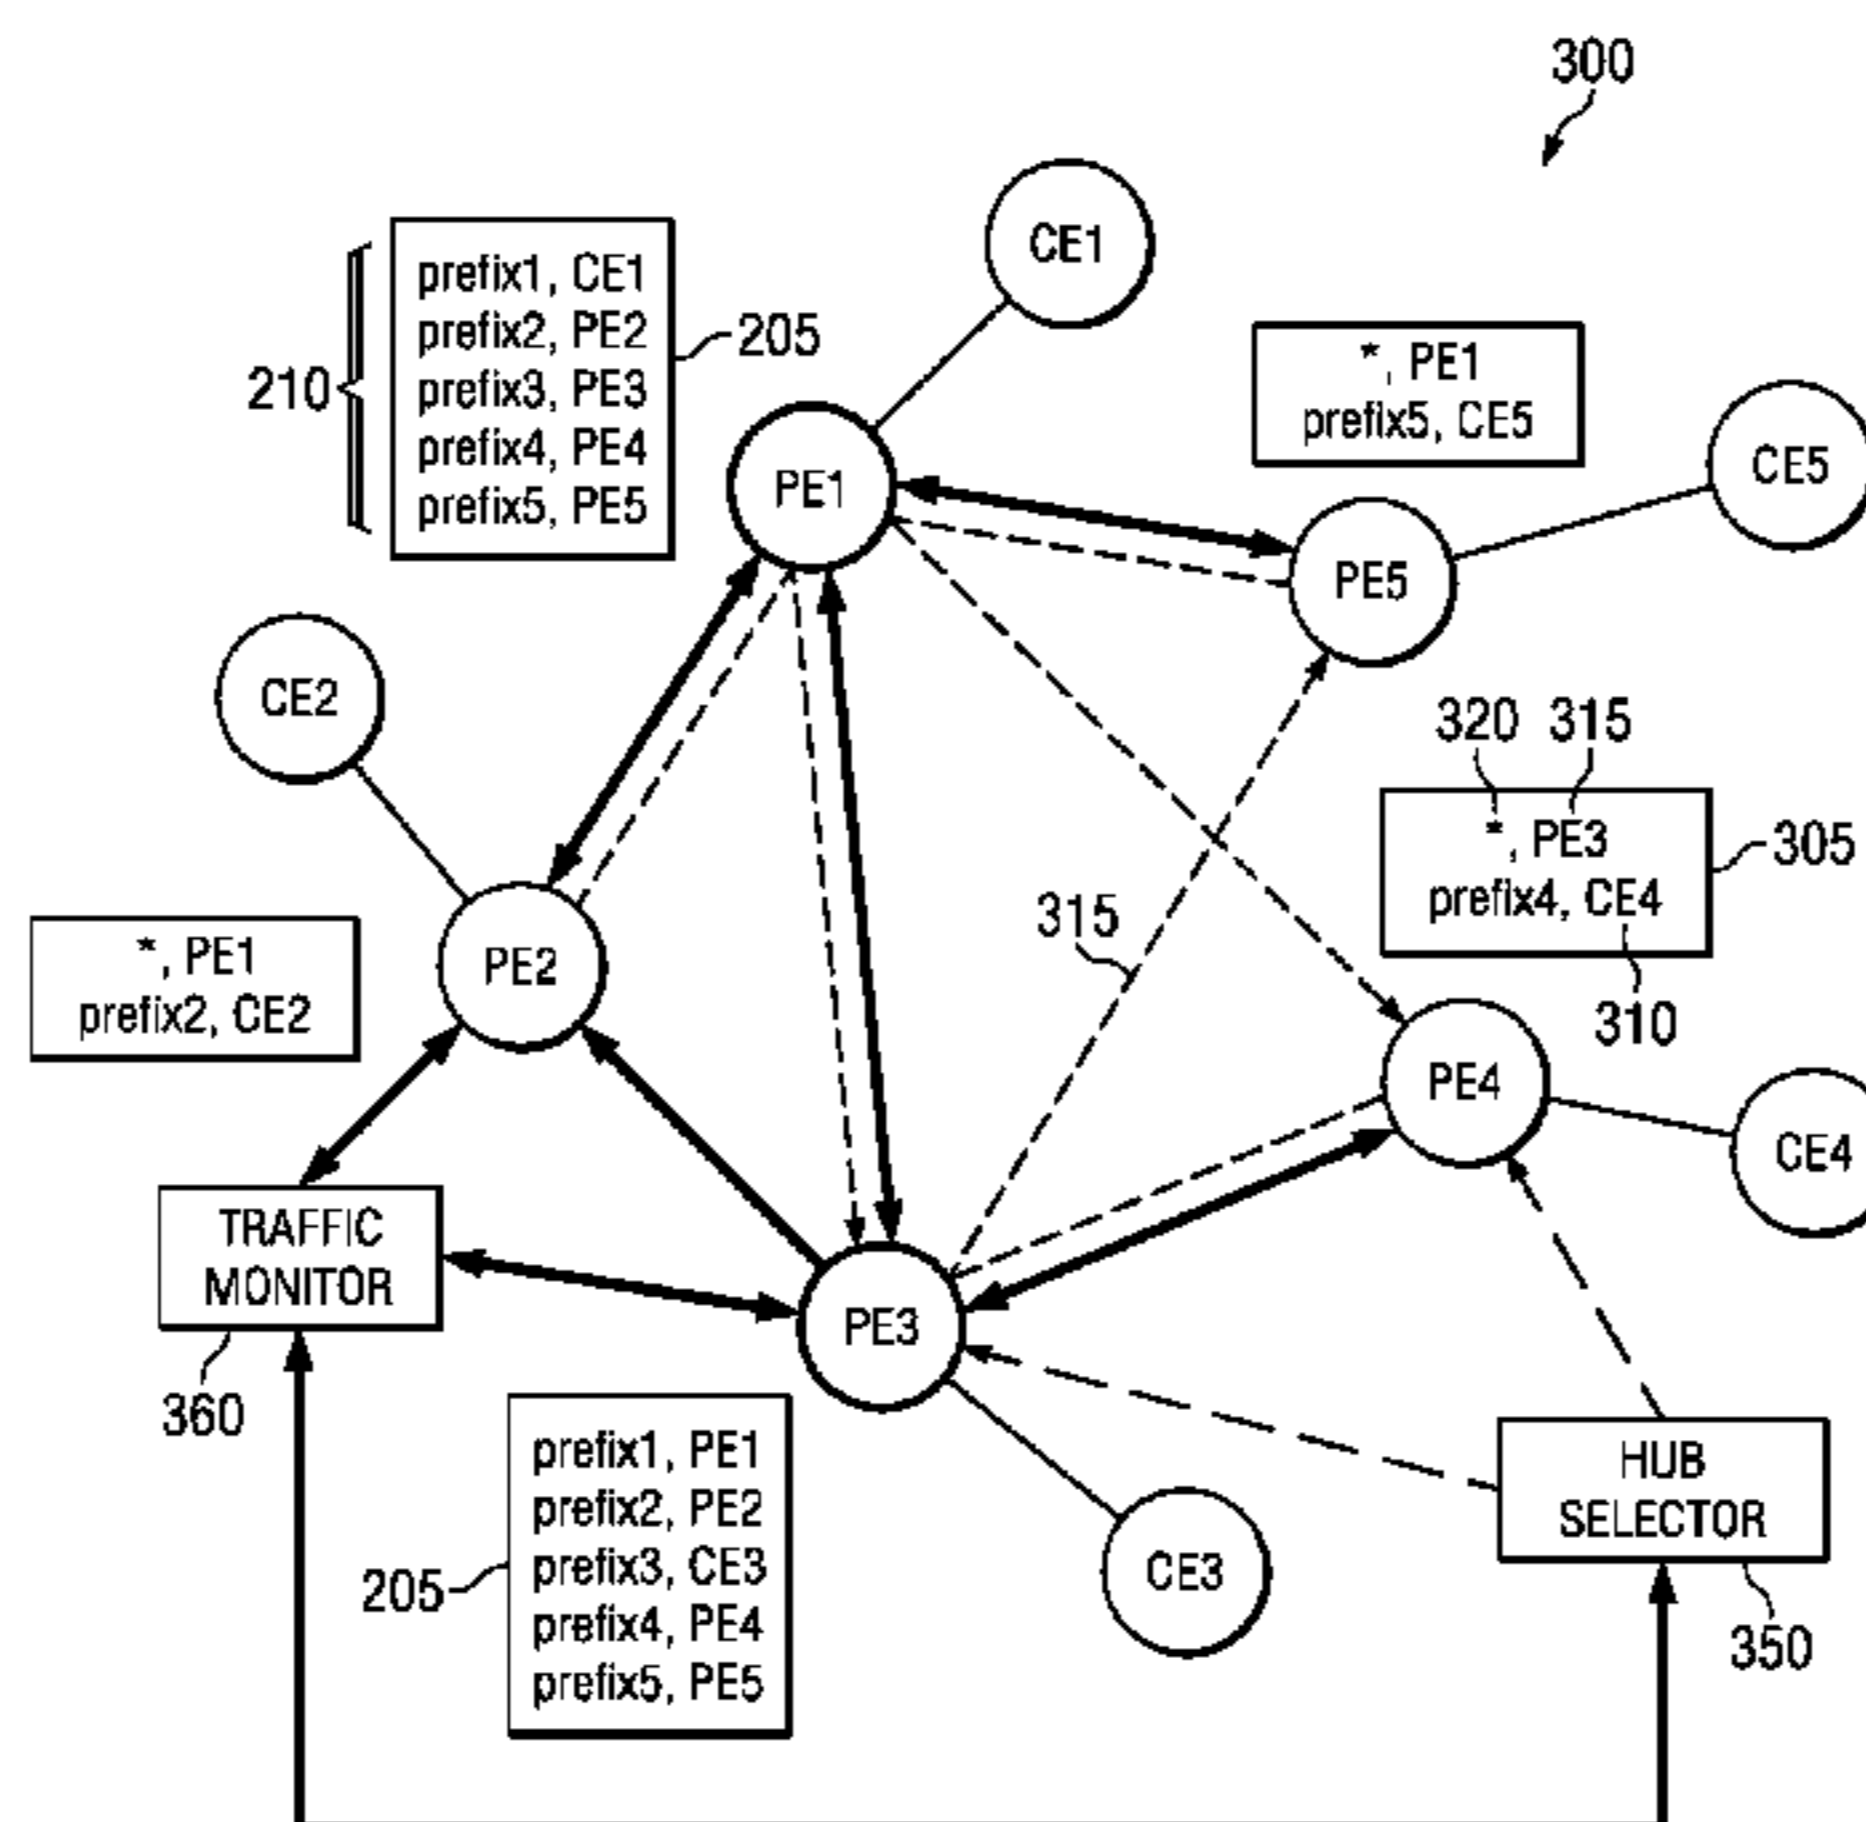 300
CE1
prefix1, CE1
prefix2, PE2
prefix3, PE3
prefix4, PE4
prefix5, PE5
210
205
*, PE1
prefix5, CE5
CE5
PE1
PE5
CE2
320
315
*, PE3
prefix4, CE4
305
310
315
PE2
*, PE1
prefix2, CE2
PE4
CE4
TRAFFIC
MONITOR
360
PE3
prefix1, PE1
prefix2, PE2
prefix3, CE3
prefix4, PE4
prefix5, PE5
205
CE3
HUB
SELECTOR
350